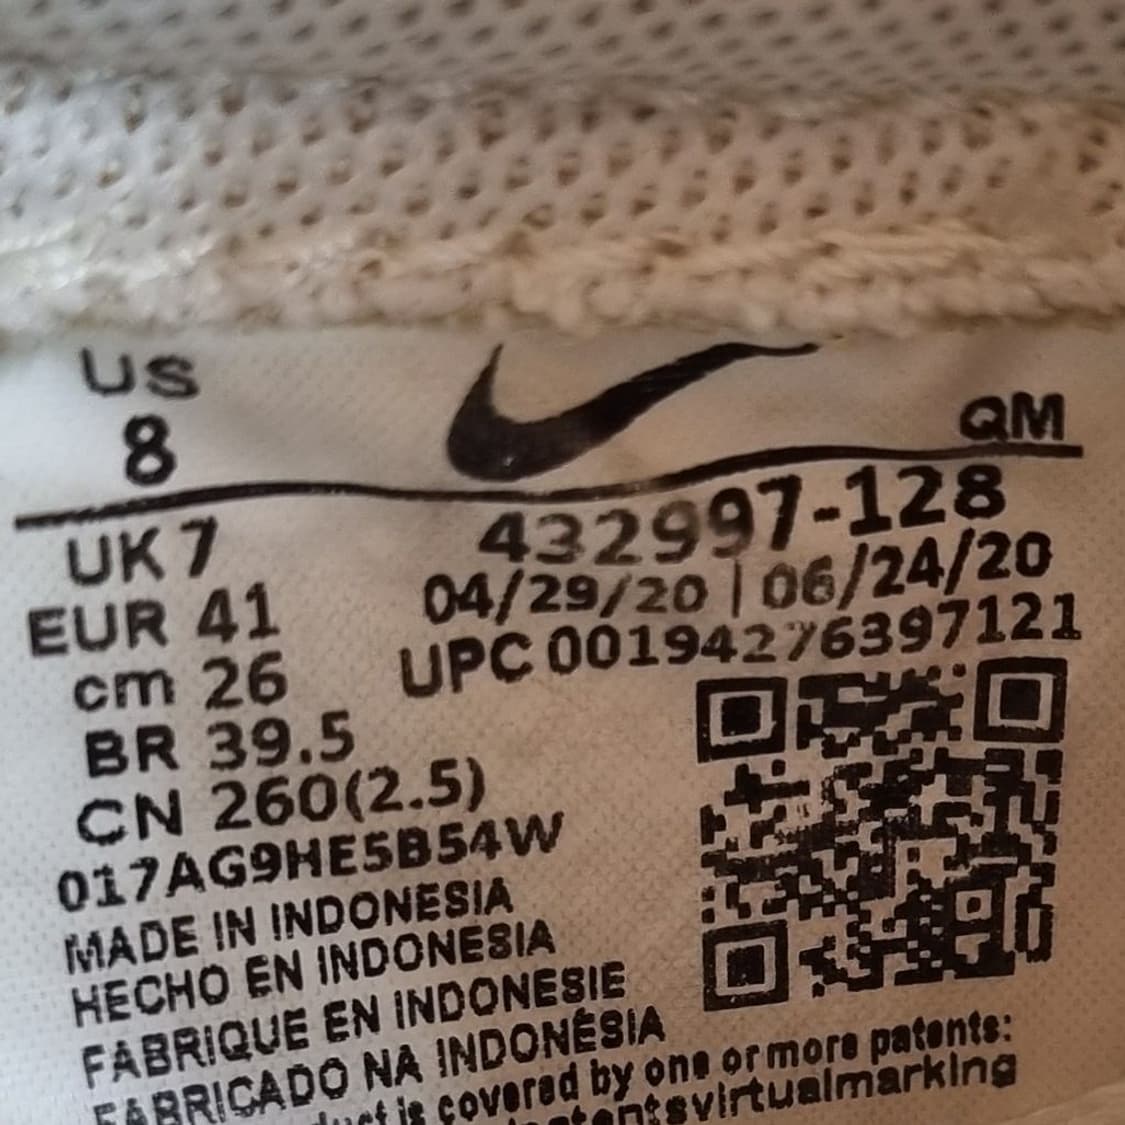 US
8
QM
UK 7
432997-128
EUR 41
04/29/20 | 06/24/20
cm 26
UPC 00194276397121
BR 39.5
CN 260(2.5)
017AG9HE5B54W
MADE IN INDONESIA
HECHO EN INDONESIA
FABRIQUE EN INDONESIE
FABRICADO NA INDONÉSIA
is covered by one or more patents:
virtualmarking